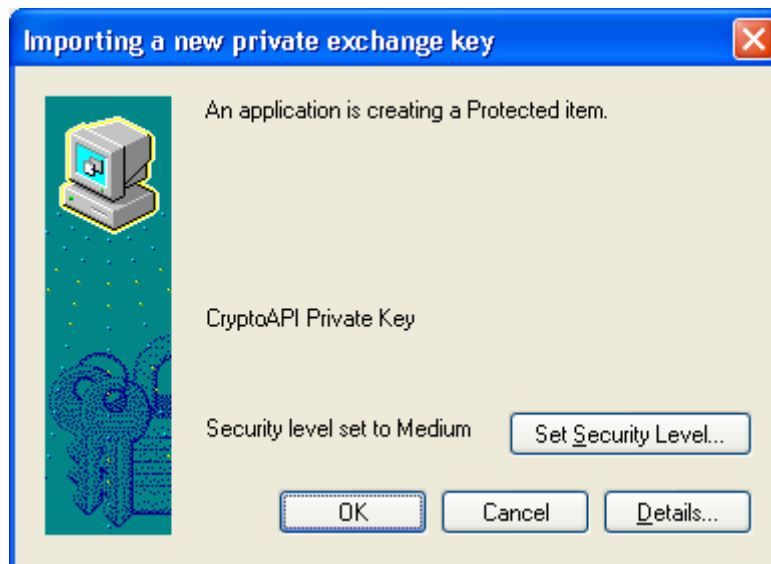 Importing a new private exchange key
An application is creating a Protected item.
CryptoAPI Private Key
Security level set to Medium
Set Security Level...
OK
Cancel
Details...